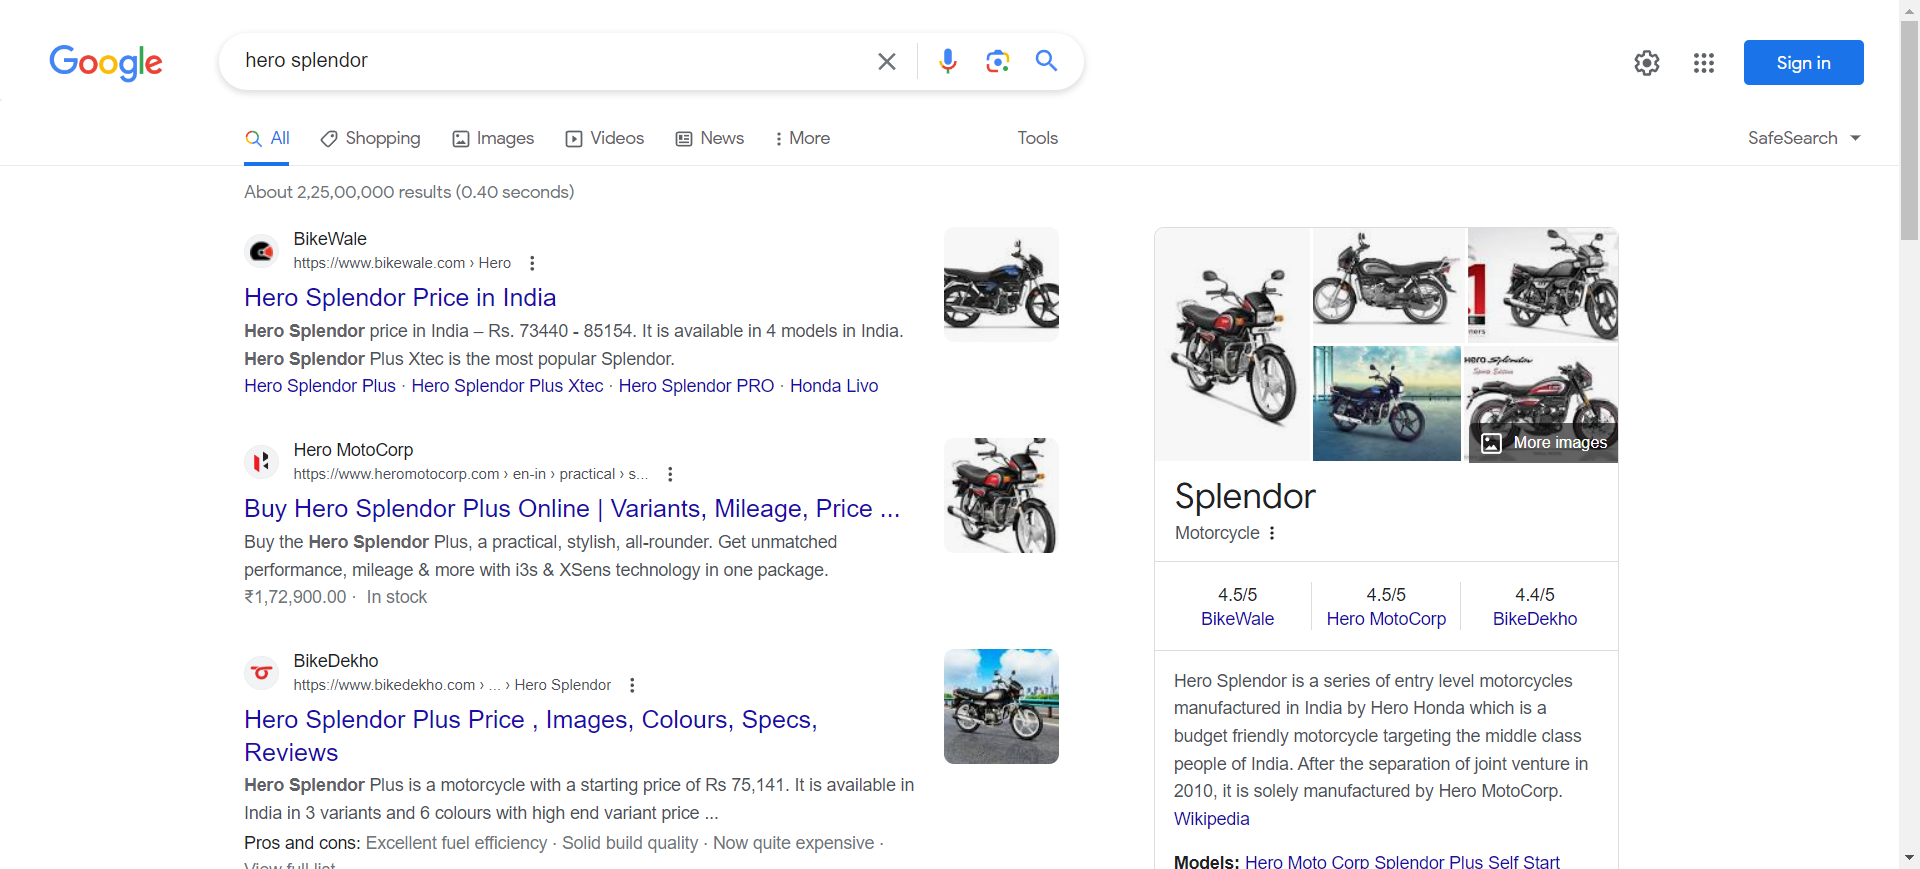 Google
hero splendor
Sign in
All
Shopping
Images
Videos
News
More
Tools
SafeSearch
About 2,25,00,000 results (0.40 seconds)
BikeWale
https://www.bikewale.com › Hero
Hero Splendor Price in India
Hero Splendor price in India – Rs. 73440 - 85154. It is available in 4 models in India.
Hero Splendor Plus Xtec is the most popular Splendor.
Hero Splendor Plus · Hero Splendor Plus Xtec · Hero Splendor PRO · Honda Livo
Hero MotoCorp
https://www.heromotocorp.com › en-in › practical › s...
Buy Hero Splendor Plus Online | Variants, Mileage, Price ...
Buy the Hero Splendor Plus, a practical, stylish, all-rounder. Get unmatched
performance, mileage & more with i3s & XSens technology in one package.
₹1,72,900.00 · In stock
BikeDekho
https://www.bikedekho.com › ... › Hero Splendor
Hero Splendor Plus Price , Images, Colours, Specs,
Reviews
Hero Splendor Plus is a motorcycle with a starting price of Rs 75,141. It is available in
India in 3 variants and 6 colours with high end variant price ...
Pros and cons: Excellent fuel efficiency · Solid build quality · Now quite expensive ·
View full list
1
ners
Hero Splendor
Sports Edition
More images
Splendor
Motorcycle
4.5/5
BikeWale
4.5/5
Hero MotoCorp
4.4/5
BikeDekho
Hero Splendor is a series of entry level motorcycles
manufactured in India by Hero Honda which is a
budget friendly motorcycle targeting the middle class
people of India. After the separation of joint venture in
2010, it is solely manufactured by Hero MotoCorp.
Wikipedia
Models: Hero Moto Corp Splendor Plus Self Start